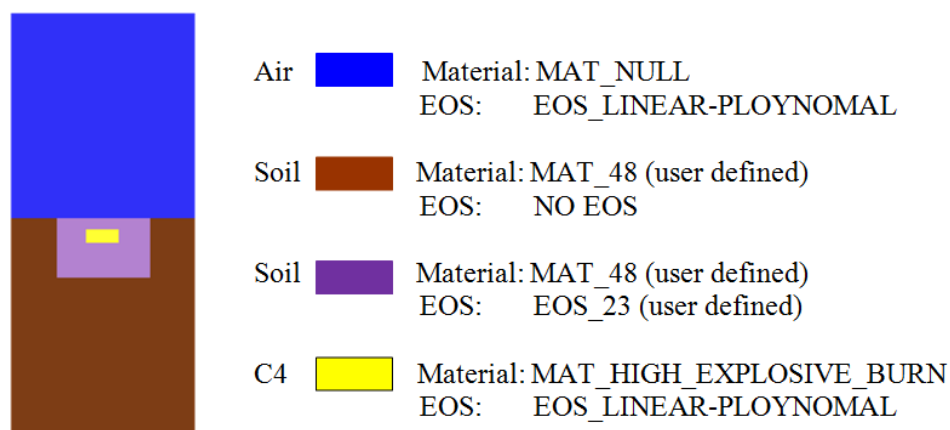 Air Material: MAT_NULL
EOS: EOS_LINEAR-PLOYNOMAL
Soil Material: MAT_48 (user defined)
EOS: NO EOS
Soil Material: MAT_48 (user defined)
EOS: EOS_23 (user defined)
C4 Material: MAT_HIGH_EXPLOSIVE_BURN
EOS: EOS_LINEAR-PLOYNOMAL